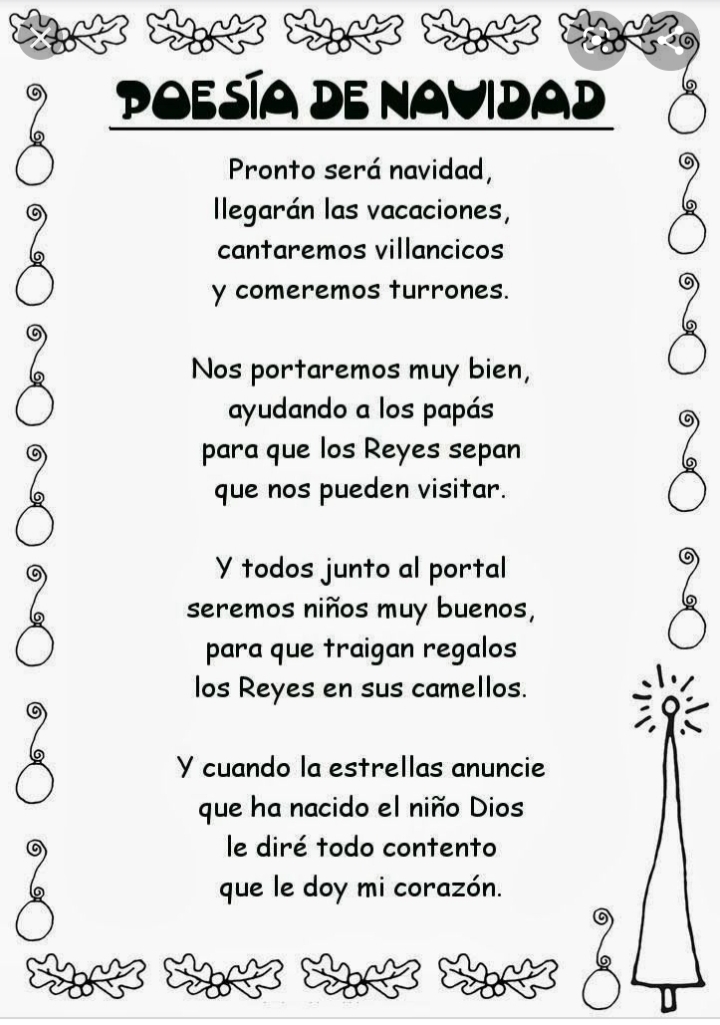 POESÍA DE NAVIDAD
Pronto será navidad,
llegarán las vacaciones,
cantaremos villancicos
y comeremos turrones.
Nos portaremos muy bien,
ayudando a los papás
para que los Reyes sepan
que nos pueden visitar.
Y todos junto al portal
seremos niños muy buenos,
para que traigan regalos
los Reyes en sus camellos.
Y cuando la estrellas anuncie
que ha nacido el niño Dios
le diré todo contento
que le doy mi corazón.